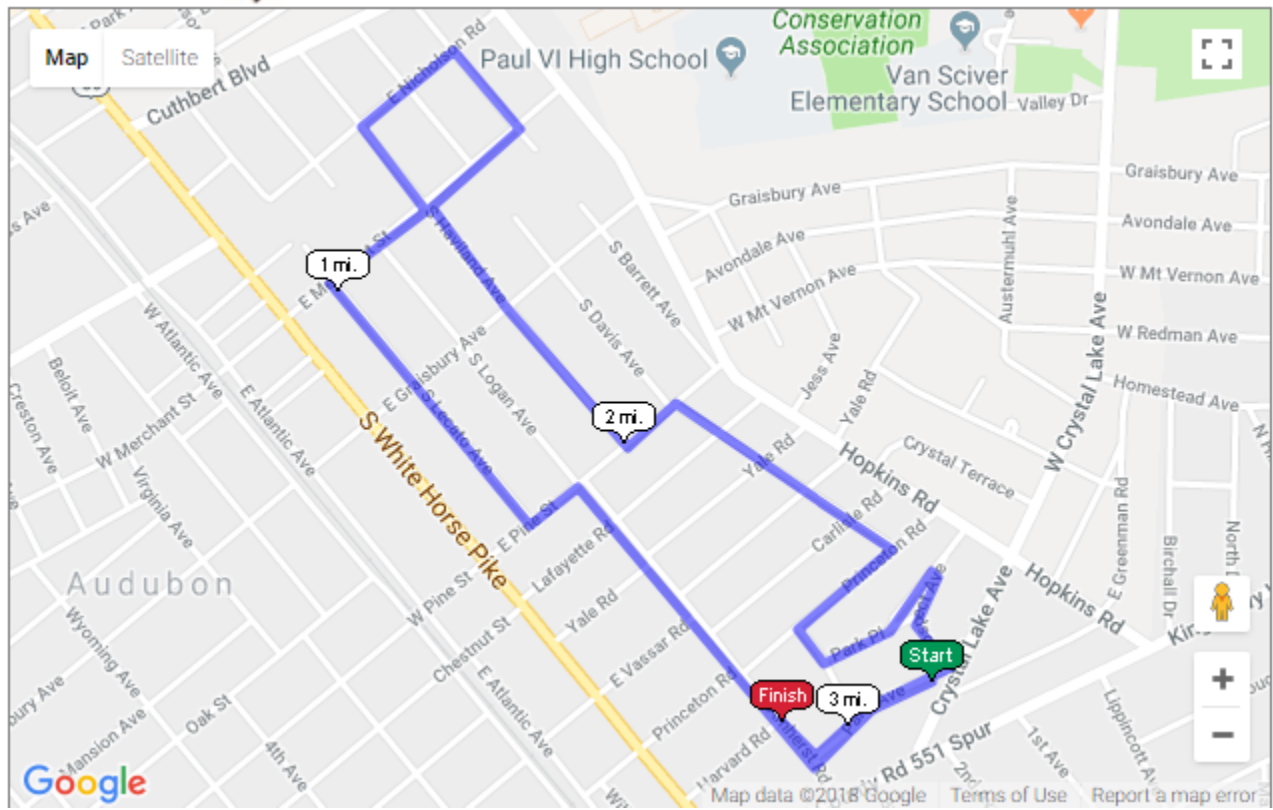 Map
Satellite
Cuthbert Blvd
E Nicholson Rd
Paul VI High School
Conservation
Association
Van Sciver
Elementary School
Valley Dr
Graisbury Ave
Graisbury Ave
Avondale Ave
Avondale Ave
W Mt Vernon Ave
W Mt Vernon Ave
Austermuhl Ave
W Redman Ave
Homestead Ave
W Crystal Lake Ave
S Haviland Ave
S Barrett Ave
S Davis Ave
1 mi.
W Atlantic Ave
E Atlantic Ave
E Graisbury Ave
S Logan Ave
S Lecato Ave
S White Horse Pike
Beloit Ave
Creston Ave
W Merchant St
Virginia Ave
2 mi.
Jess Ave
Yale Rd
Yale Rd
Hopkins Rd
Crystal Terrace
Carlisle Rd
Princeton Rd
E Pine St
W Pine St
Lafayette Rd
Chestnut St
Yale Rd
E Vassar Rd
Princeton Rd
Audubon
Wyoming Ave
Oak St
Mansion Ave
4th Ave
E Atlantic Ave
Park Pl
Start
Crystal Lake Ave
Hopkins Rd
E Greenman Rd
Birchall Dr
Finish
3 mi.
Harvard Rd
Amherst Rd
Rd 551 Spur
Lippincott Ave
1st Ave
Google
Map data ©2018 Google
Terms of Use
Report a map error